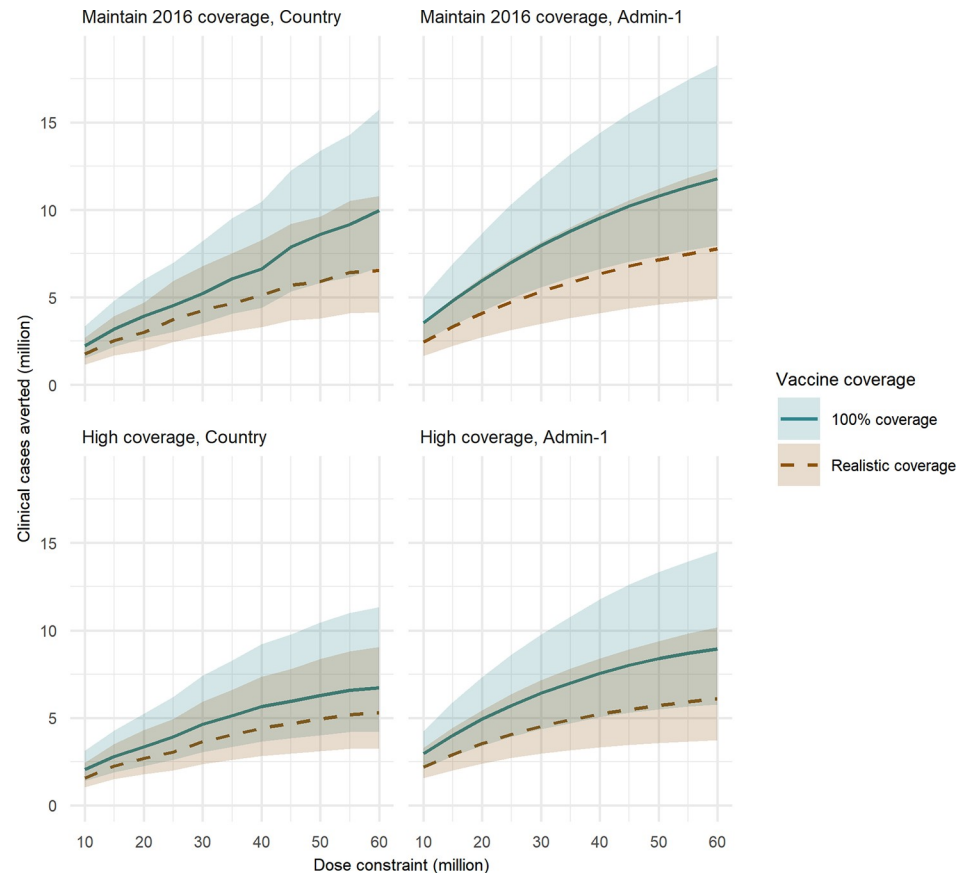 Maintain 2016 coverage, Country
Maintain 2016 coverage, Admin-1
15
10
5
0
High coverage, Country
High coverage, Admin-1
15
10
5
0
10 20 30 40 50 60
10 20 30 40 50 60
Clinical cases averted (million)
Dose constraint (million)
Vaccine coverage
100% coverage
Realistic coverage